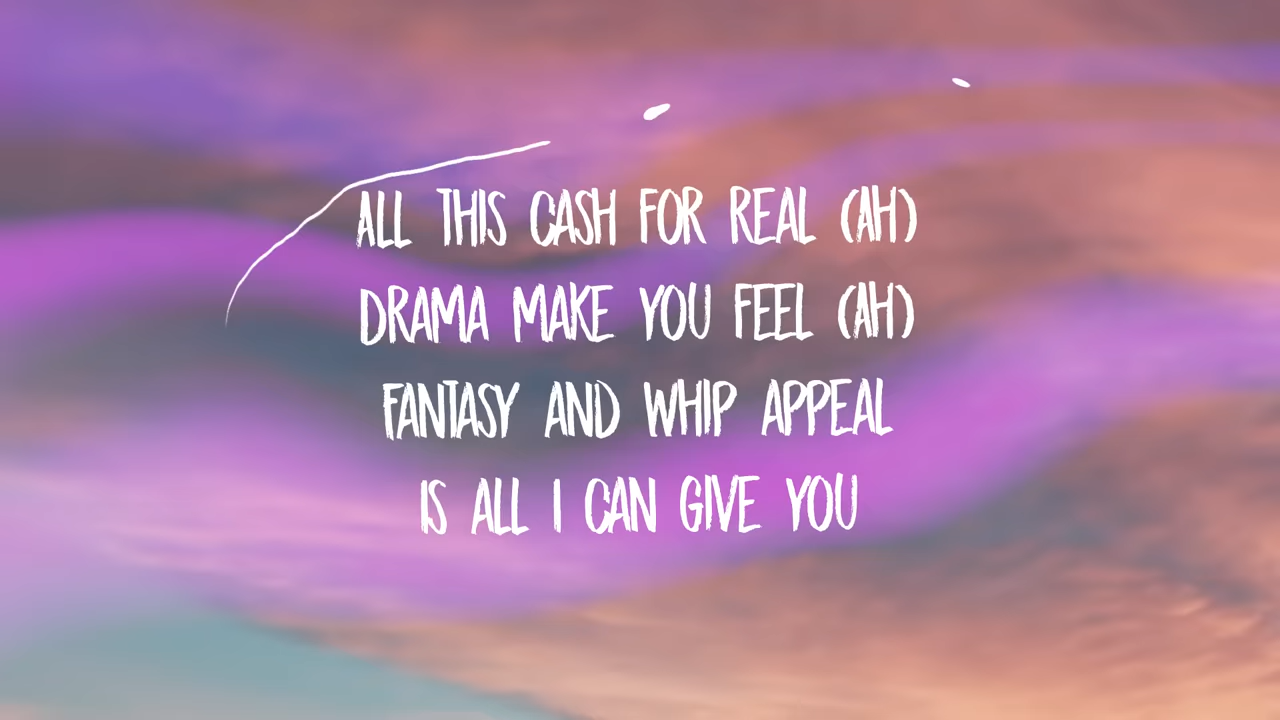 ALL THIS CASH FOR REAL (AH)
DRAMA MAKE YOU FEEL (AH)
FANTASY AND WHIP APPEAL
IS ALL I CAN GIVE YOU